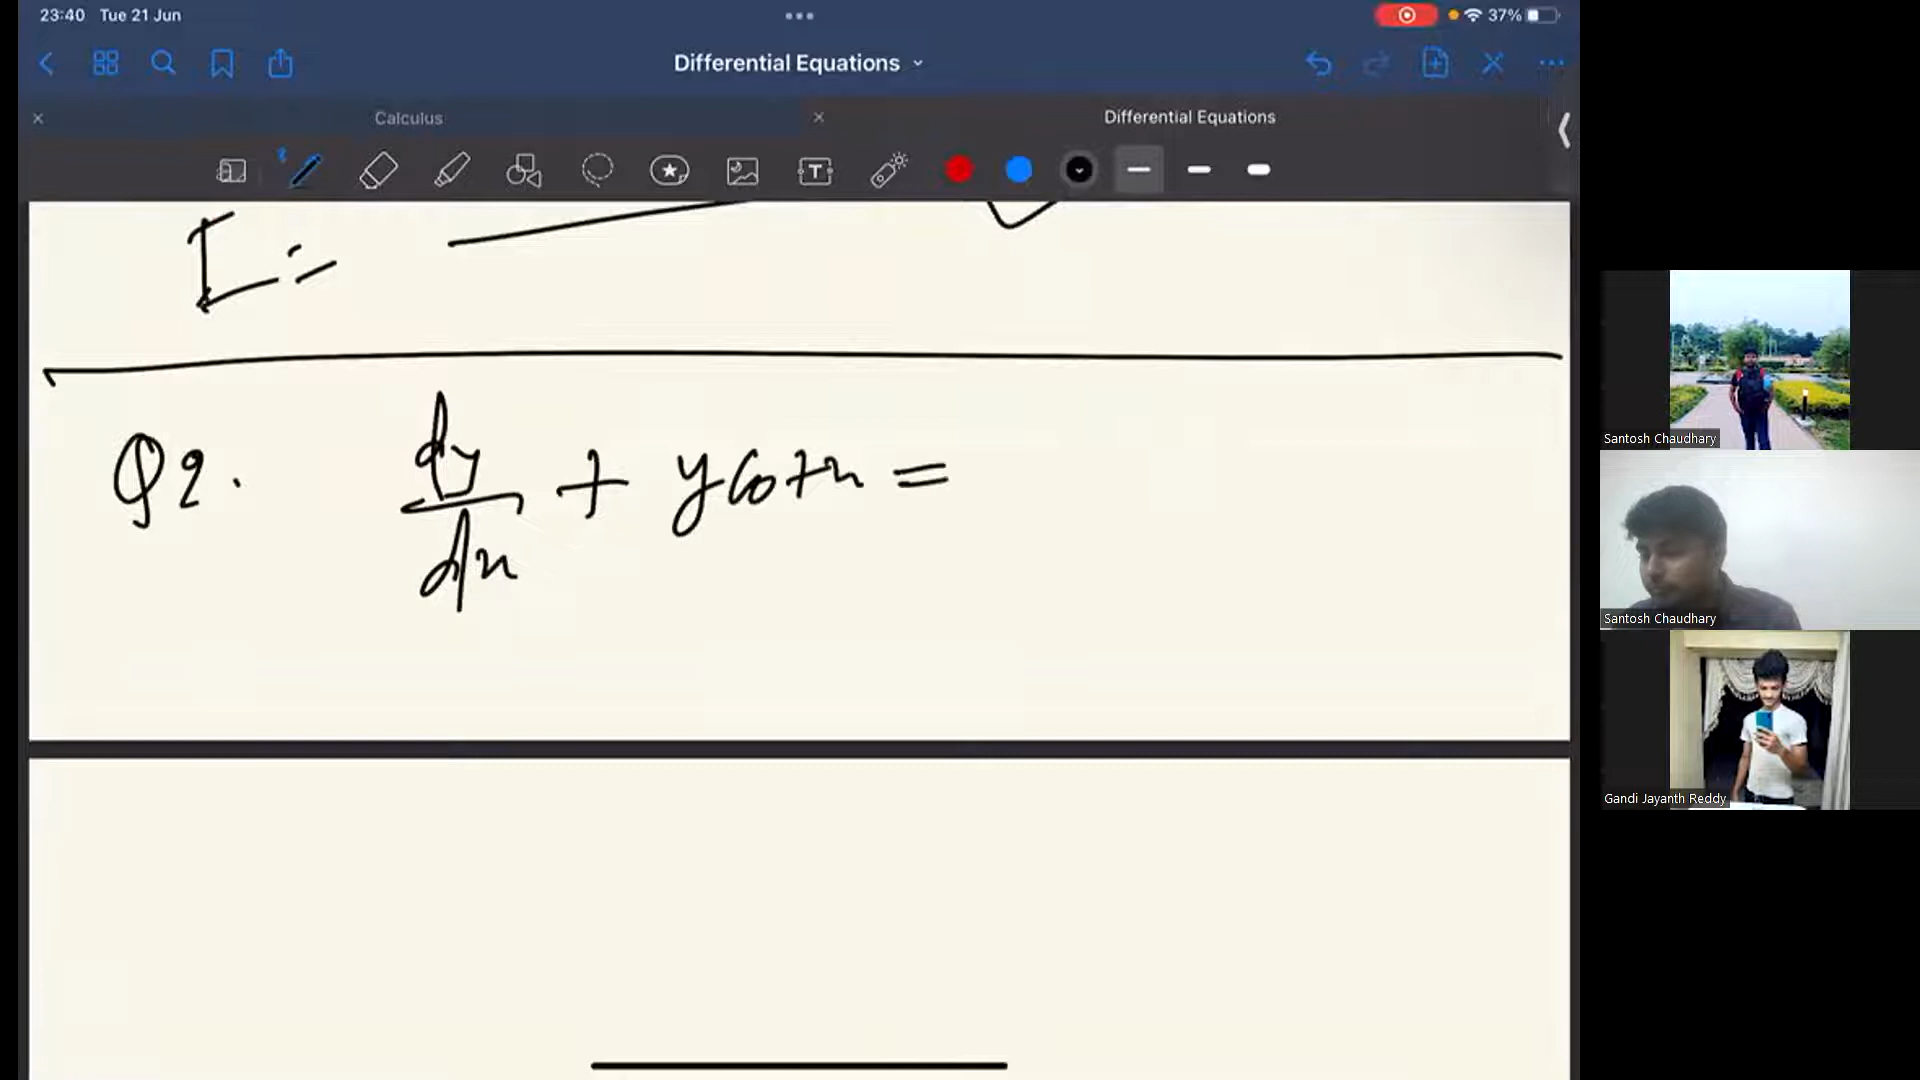 23:40 Tue 21 Jun
37%
Differential Equations
Calculus
Differential Equations
T
I =
Q2. dy/dx + y cot x =
Santosh Chaudhary
Santosh Chaudhary
Gandi Jayanth Reddy